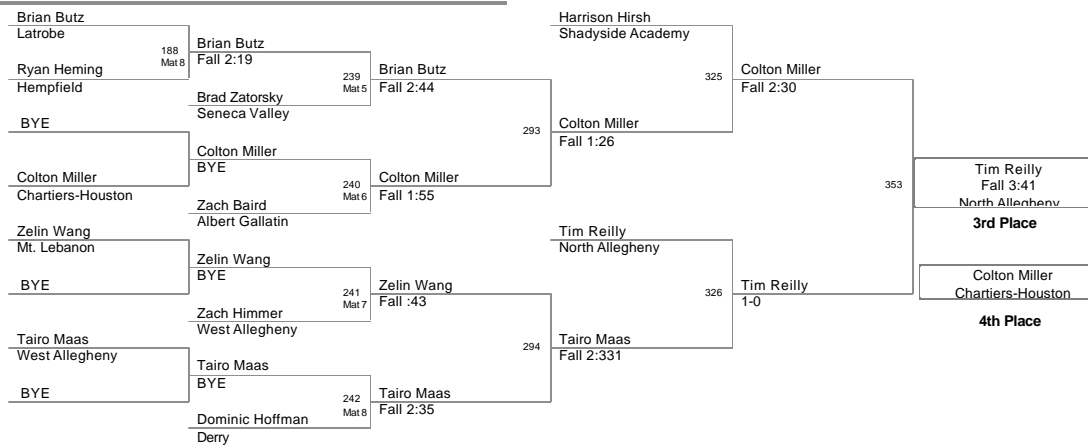 Brian Butz
Latrobe
188
Mat 8
Ryan Heming
Hempfield
BYE
Colton Miller
Chartiers-Houston
Zelin Wang
Mt. Lebanon
BYE
Tairo Maas
West Allegheny
BYE
Brian Butz
Fall 2:19
239
Mat 5
Brad Zatorsky
Seneca Valley
Colton Miller
BYE
240
Mat 6
Zach Baird
Albert Gallatin
Zelin Wang
BYE
241
Mat 7
Zach Himmer
West Allegheny
Tairo Maas
BYE
242
Mat 8
Dominic Hoffman
Derry
Brian Butz
Fall 2:44
293
Colton Miller
Fall 1:55
Zelin Wang
Fall :43
294
Tairo Maas
Fall 2:35
Harrison Hirsh
Shadyside Academy
325
Colton Miller
Fall 1:26
Tim Reilly
North Allegheny
326
Tairo Maas
Fall 2:331
Colton Miller
Fall 2:30
353
Tim Reilly
1-0
Tim Reilly
Fall 3:41
North Allegheny
3rd Place
Colton Miller
Chartiers-Houston
4th Place